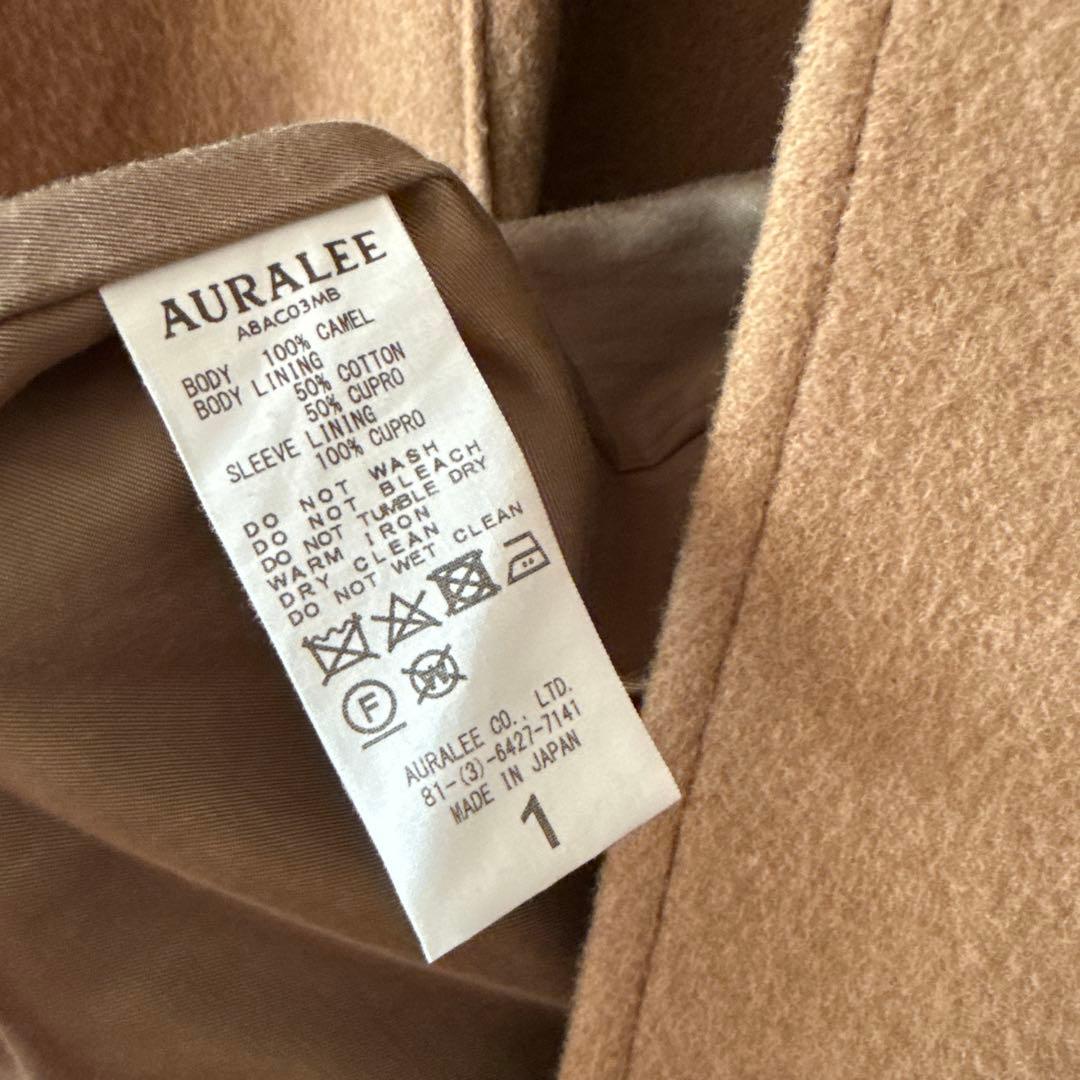 AURALEE
A8AC03MB
BODY 100% CAMEL
BODY LINING
50% COTTON
50% CUPRO
SLEEVE LINING
100% CUPRO
DO NOT WASH
DO NOT BLEACH
DO NOT TUMBLE DRY
WARM IRON
DRY CLEAN
DO NOT WET CLEAN
F
W
AURALEE CO., LTD.
81-(3)-6427-7141
MADE IN JAPAN
1